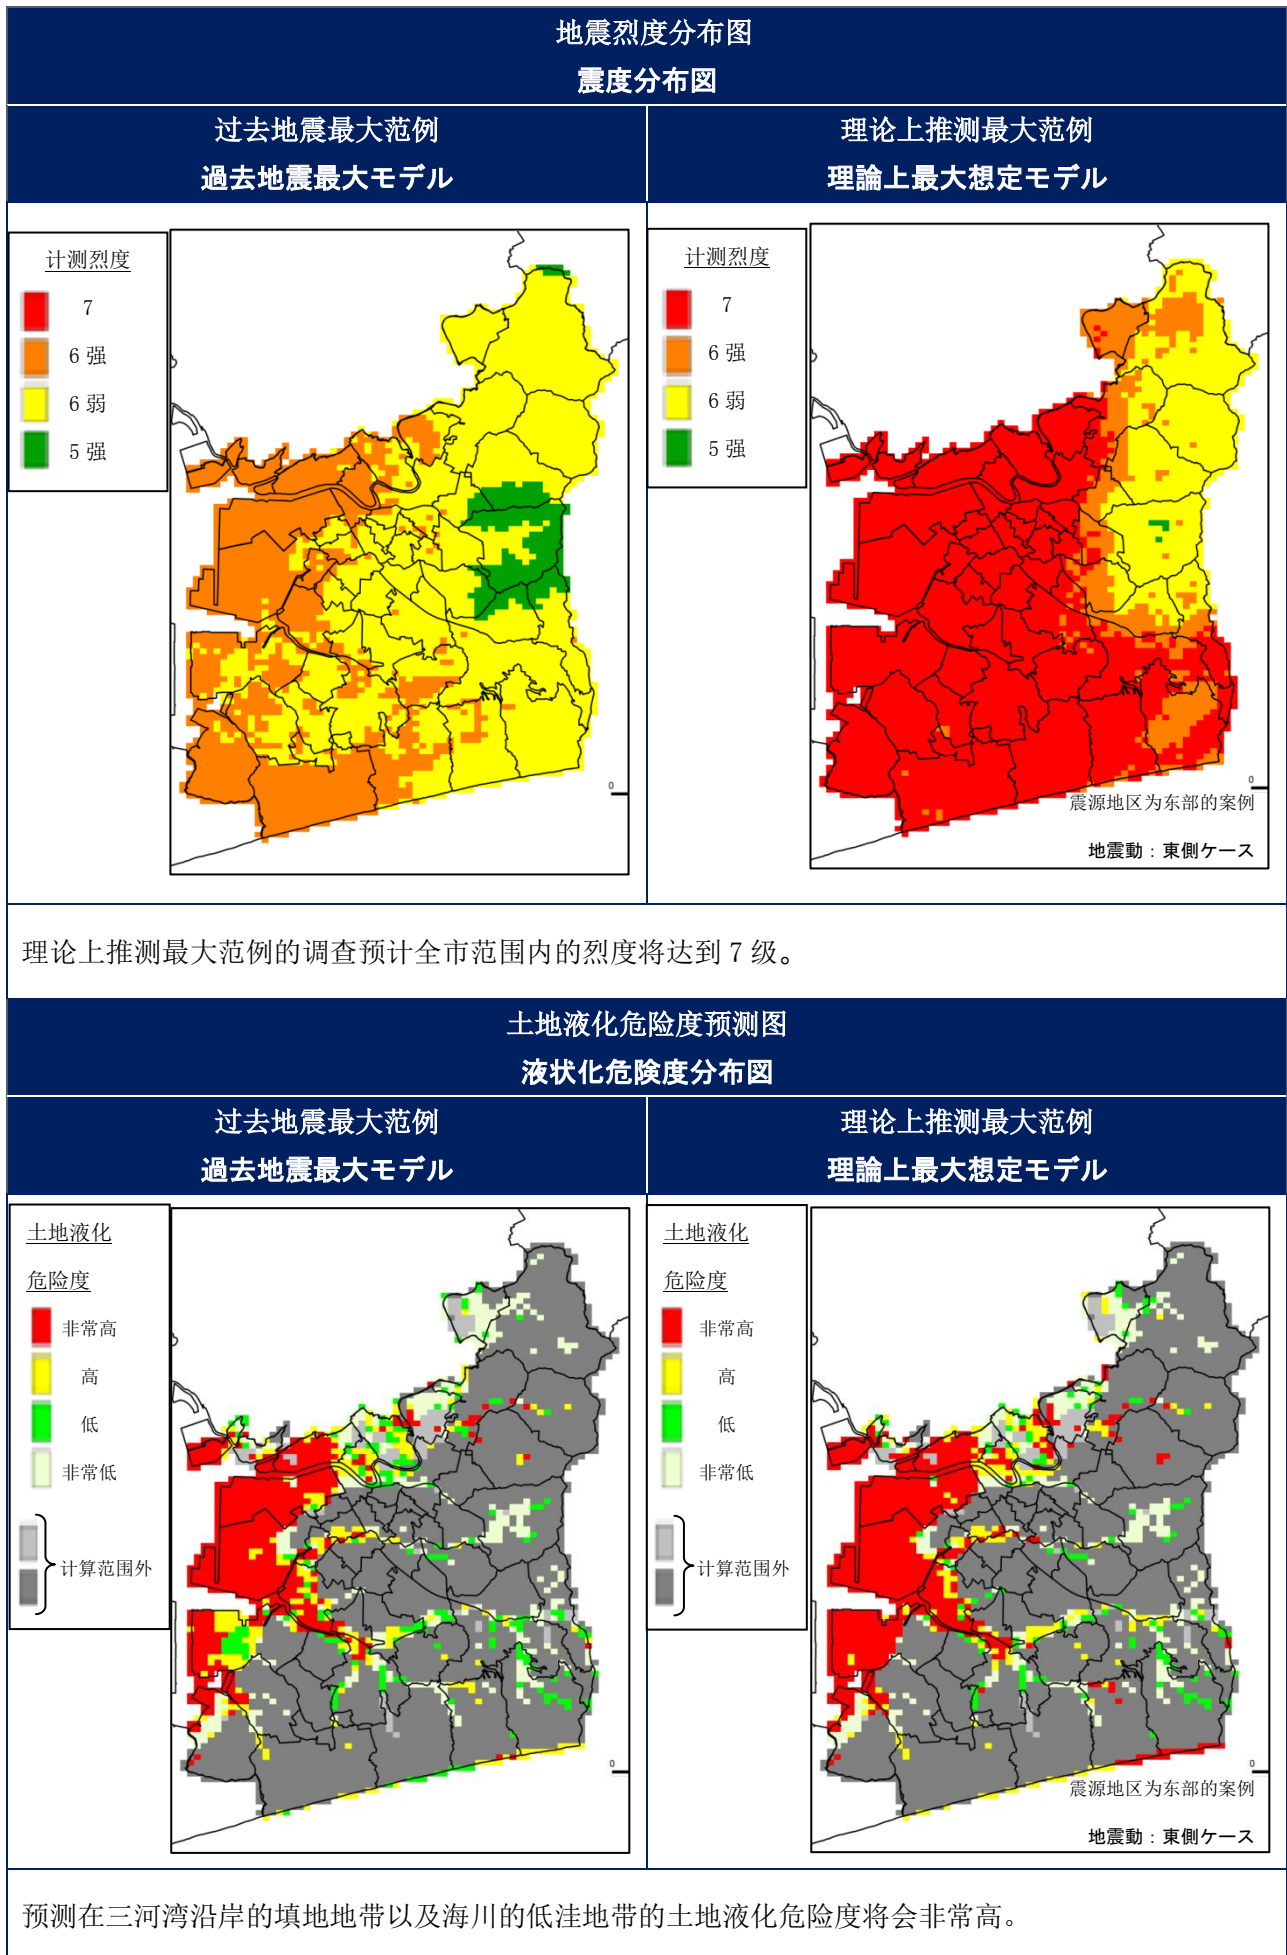 地震烈度分布图
震度分布図
过去地震最大范例
過去地震最大モデル
理论上推测最大范例
理論上最大想定モデル
计测烈度
7
6 强
6 弱
5 强
0
计测烈度
7
6 强
6 弱
5 强
0
震源地区为东部的案例
地震動：東側ケース
理论上推测最大范例的调查预计全市范围内的烈度将达到 7 级。
土地液化危险度预测图
液状化危険度分布図
过去地震最大范例
過去地震最大モデル
理论上推测最大范例
理論上最大想定モデル
土地液化
危险度
非常高
高
低
非常低
计算范围外
0
土地液化
危险度
非常高
高
低
非常低
计算范围外
0
震源地区为东部的案例
地震動：東側ケース
预测在三河湾沿岸的填地地带以及海川的低洼地带的土地液化危险度将会非常高。